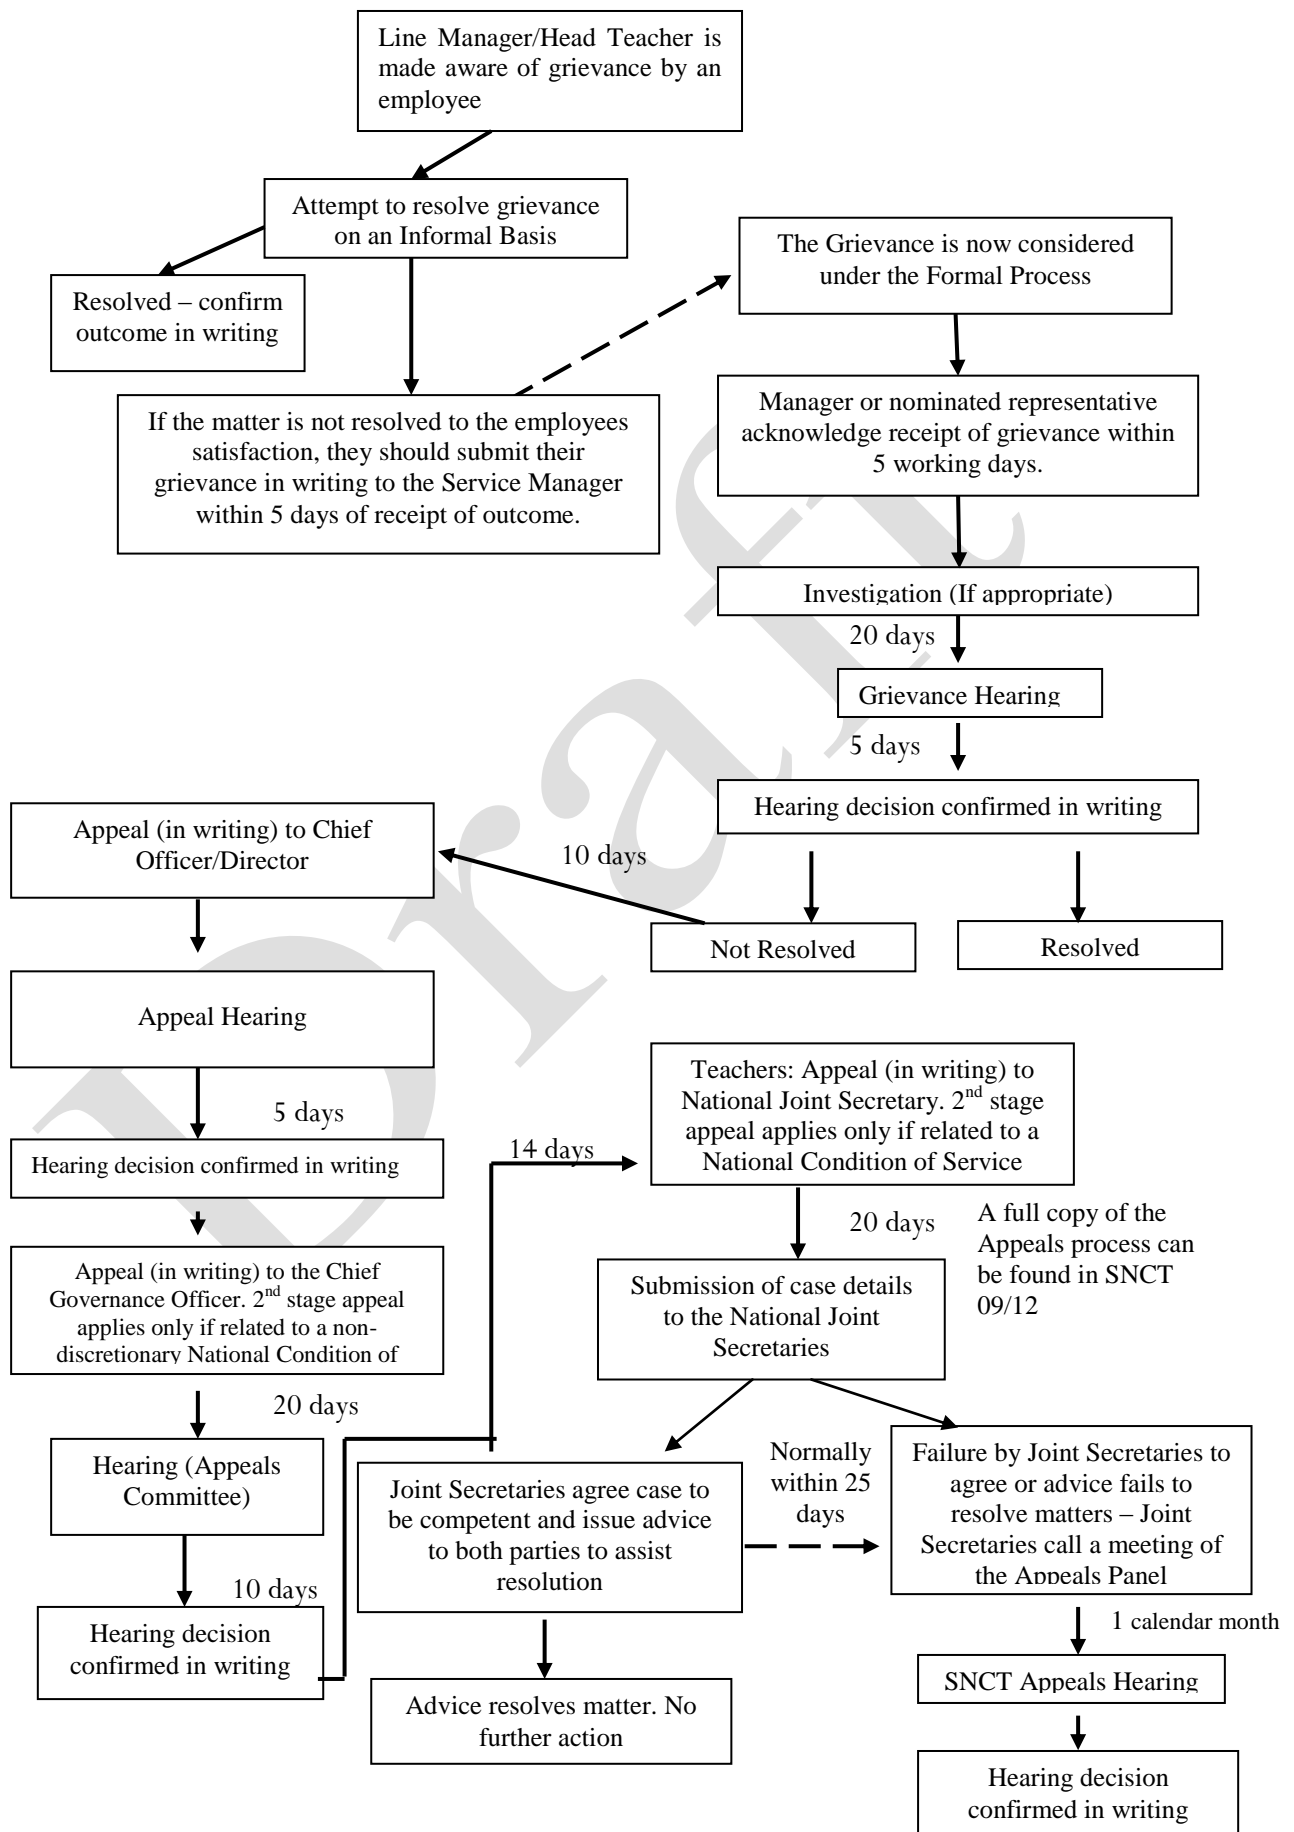 Line Manager/Head Teacher is
made aware of grievance by an
employee
Attempt to resolve grievance
on an Informal Basis
Resolved – confirm
outcome in writing
If the matter is not resolved to the employees
satisfaction, they should submit their
grievance in writing to the Service Manager
within 5 days of receipt of outcome.
The Grievance is now considered
under the Formal Process
Manager or nominated representative
acknowledge receipt of grievance within
5 working days.
Investigation (If appropriate)
20 days
Grievance Hearing
5 days
Hearing decision confirmed in writing
Not Resolved
Resolved
10 days
Appeal (in writing) to Chief
Officer/Director
Appeal Hearing
5 days
Hearing decision confirmed in writing
Appeal (in writing) to the Chief
Governance Officer. 2nd stage appeal
applies only if related to a non-
discretionary National Condition of
20 days
Hearing (Appeals
Committee)
10 days
Hearing decision
confirmed in writing
14 days
Teachers: Appeal (in writing) to
National Joint Secretary. 2nd stage
appeal applies only if related to a
National Condition of Service
20 days
A full copy of the
Appeals process can
be found in SNCT
09/12
Submission of case details
to the National Joint
Secretaries
Joint Secretaries agree case to
be competent and issue advice
to both parties to assist
resolution
Normally
within 25
days
Failure by Joint Secretaries to
agree or advice fails to
resolve matters – Joint
Secretaries call a meeting of
the Appeals Panel
Advice resolves matter. No
further action
1 calendar month
SNCT Appeals Hearing
Hearing decision
confirmed in writing
Draft